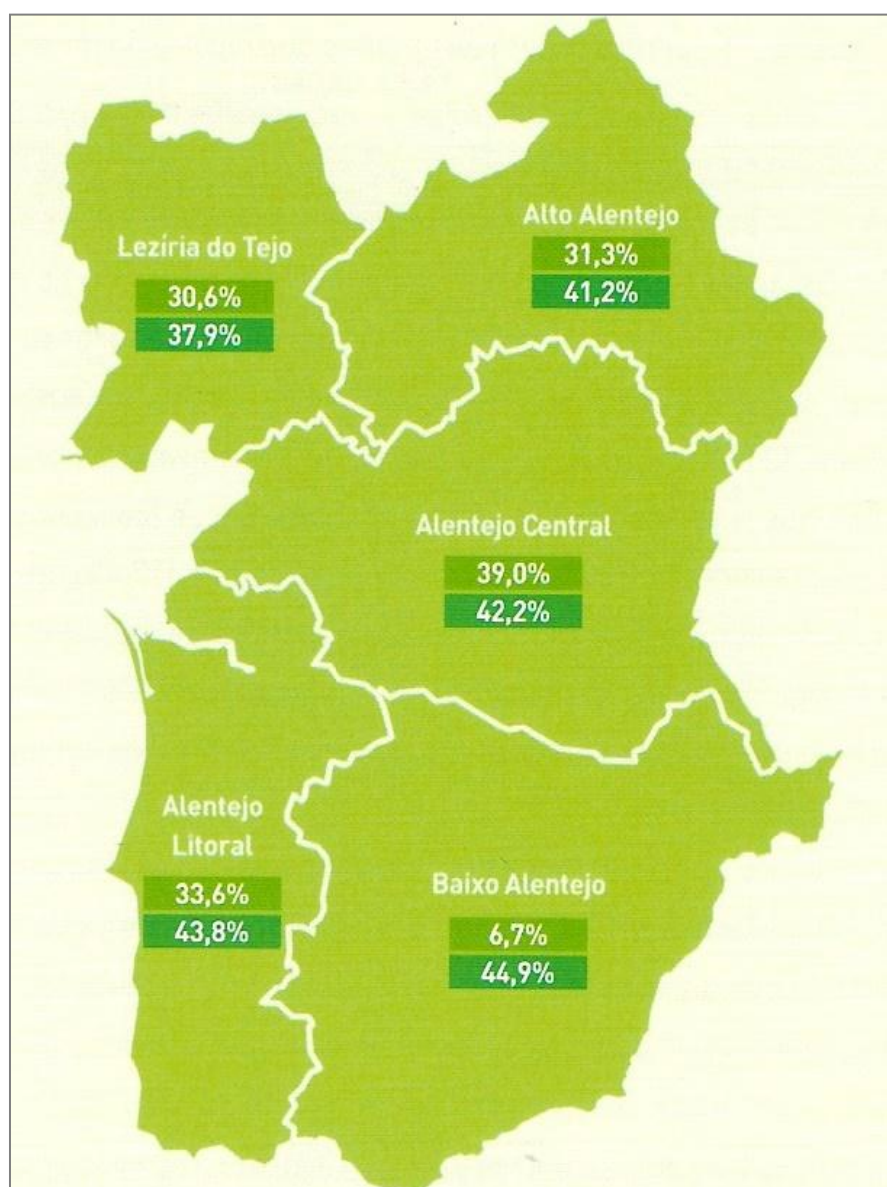 Alto Alentejo
31,3%
41,2%
Lezíria do Tejo
30,6%
37,9%
Alentejo Central
39,0%
42,2%
Alentejo
Litoral
33,6%
43,8%
Baixo Alentejo
6,7%
44,9%